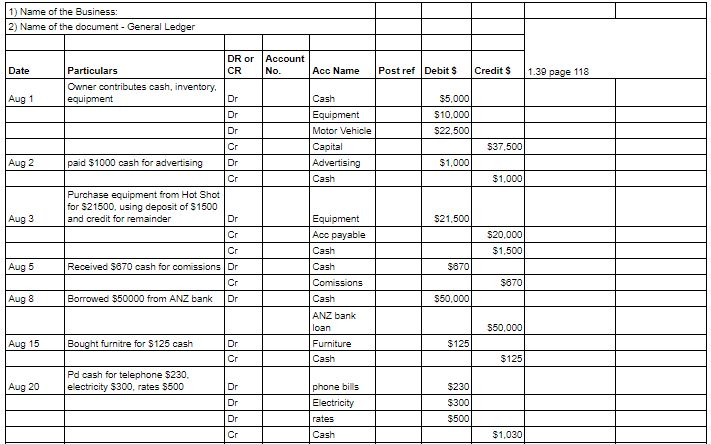 1) Name of the Business:
2) Name of the document - General Ledger
DR or Account
Date Particulars CR No. Acc Name Post ref Debit $ Credit $ 1.39 page 118
Owner contributes cash, inventory,
Aug 1 equipment Dr Cash $5,000
Dr Equipment $10,000
Dr Motor Vehicle $22,500
Cr Capital $37,500
Aug 2 paid $1000 cash for advertising Dr Advertising $1,000
Cr Cash $1,000
Purchase equipment from Hot Shot
for $21500, using deposit of $1500
Aug 3 and credit for remainder Dr Equipment $21,500
Cr Acc payable $20,000
Cr Cash $1,500
Aug 5 Received $670 cash for comissions Dr Cash $670
Cr Comissions $670
Aug 8 Borrowed $50000 from ANZ bank Dr Cash $50,000
ANZ bank
loan $50,000
Aug 15 Bought furnitre for $125 cash Dr Furniture $125
Cr Cash $125
Pd cash for telephone $230,
Aug 20 electricity $300, rates $500 Dr phone bills $230
Dr Electricity $300
Dr rates $500
Cr Cash $1,030